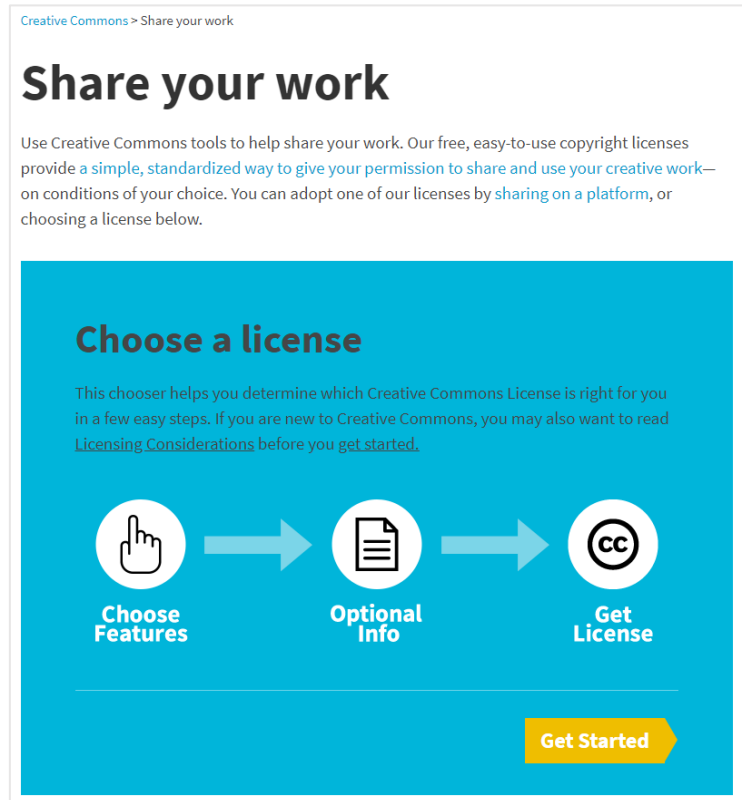 Creative Commons > Share your work
Share your work
Use Creative Commons tools to help share your work. Our free, easy-to-use copyright licenses
provide a simple, standardized way to give your permission to share and use your creative work—
on conditions of your choice. You can adopt one of our licenses by sharing on a platform, or
choosing a license below.
Choose a license
This chooser helps you determine which Creative Commons License is right for you
in a few easy steps. If you are new to Creative Commons, you may also want to read
Licensing Considerations before you get started.
cc
Choose
Features
Optional
Info
Get
License
Get Started